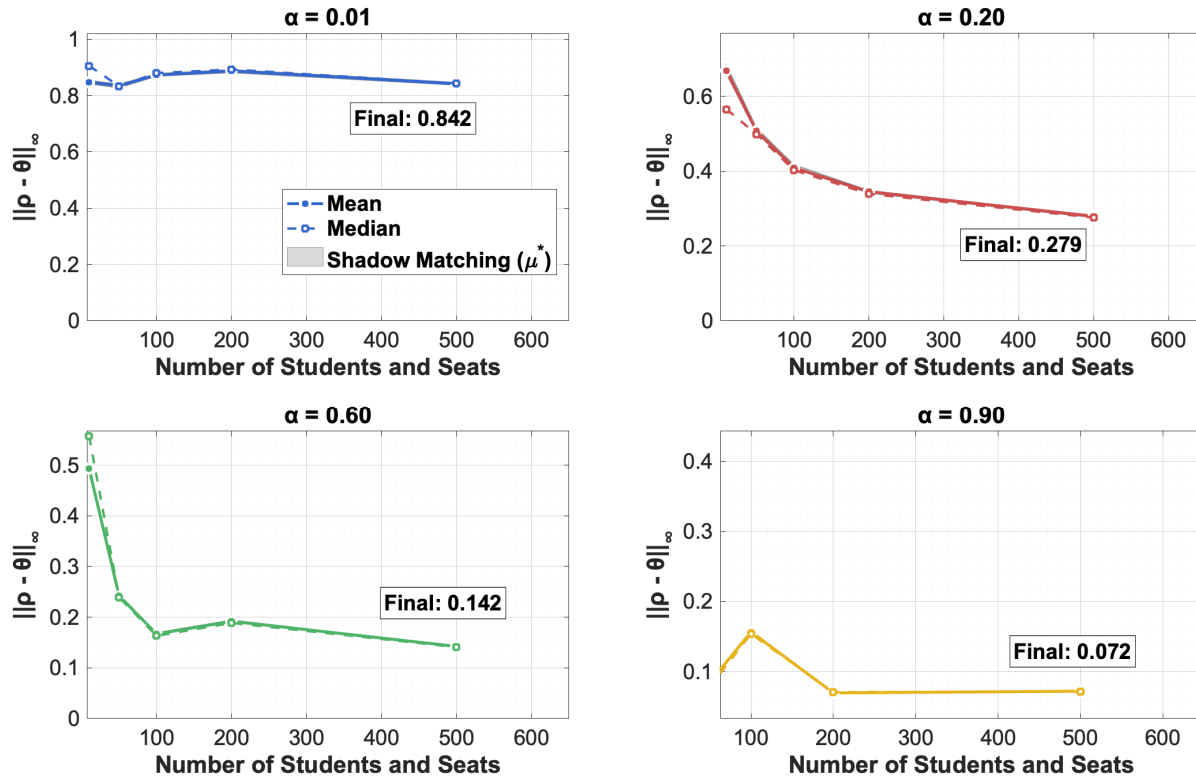 α = 0.01
1
0.8
0.6
0.4
0.2
0
||ρ - θ||∞
Final: 0.842
Mean
Median
Shadow Matching (μ*)
100 200 300 400 500 600
Number of Students and Seats
α = 0.20
0.6
0.4
0.2
0
||ρ - θ||∞
Final: 0.279
100 200 300 400 500 600
Number of Students and Seats
α = 0.60
0.5
0.4
0.3
0.2
0.1
0
||ρ - θ||∞
Final: 0.142
100 200 300 400 500 600
Number of Students and Seats
α = 0.90
0.4
0.3
0.2
0.1
||ρ - θ||∞
Final: 0.072
100 200 300 400 500 600
Number of Students and Seats